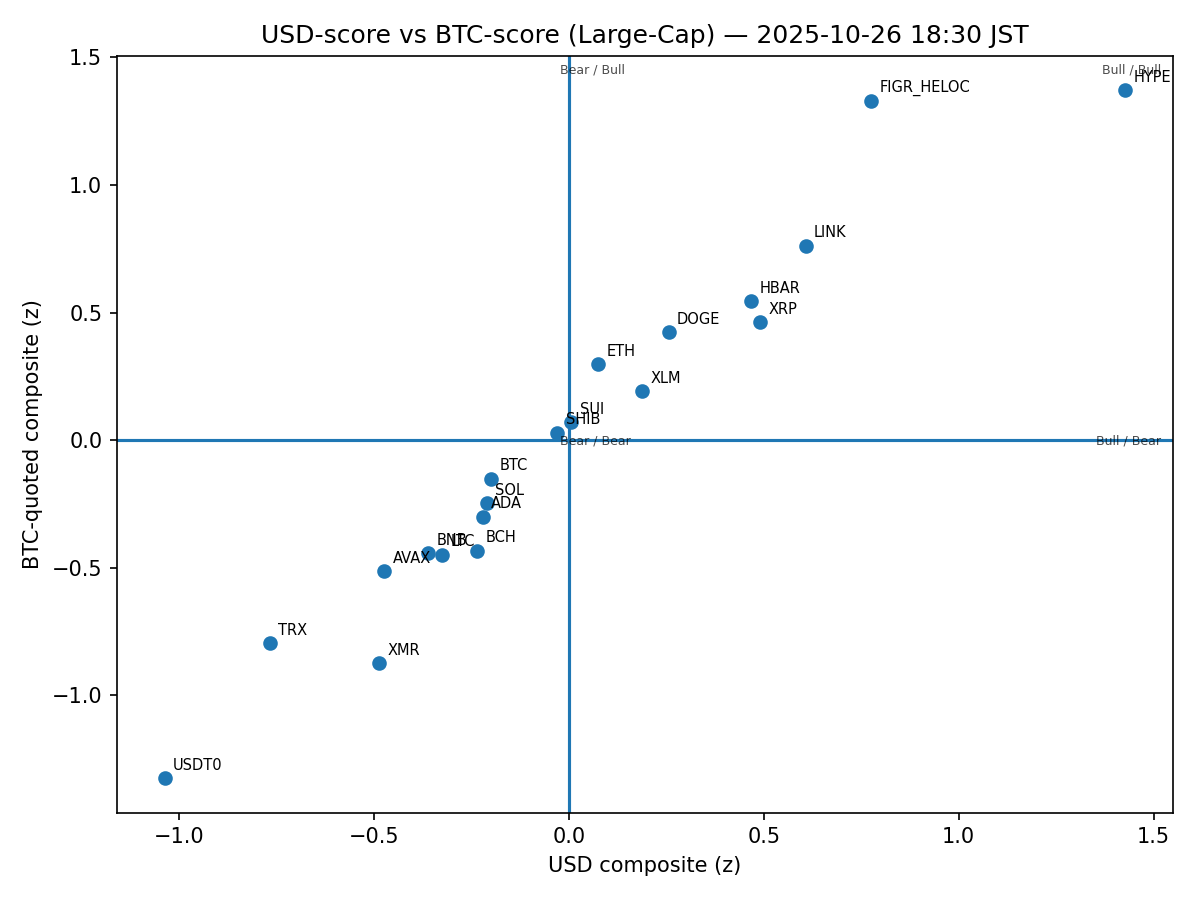 USD-score vs BTC-score (Large-Cap) — 2025-10-26 18:30 JST
1.5
Bear / Bull
Bull / Bull
HYPE
FIGR_HELOC
1.0
LINK
0.5
HBAR
XRP
DOGE
ETH
XLM
SUI
SHIB
0.0
Bear / Bear
Bull / Bear
BTC
SOL
ADA
BCH
BNB
LTC
−0.5
AVAX
TRX
XMR
−1.0
USDT0
BTC-quoted composite (z)
−1.0
−0.5
0.0
0.5
1.0
1.5
USD composite (z)